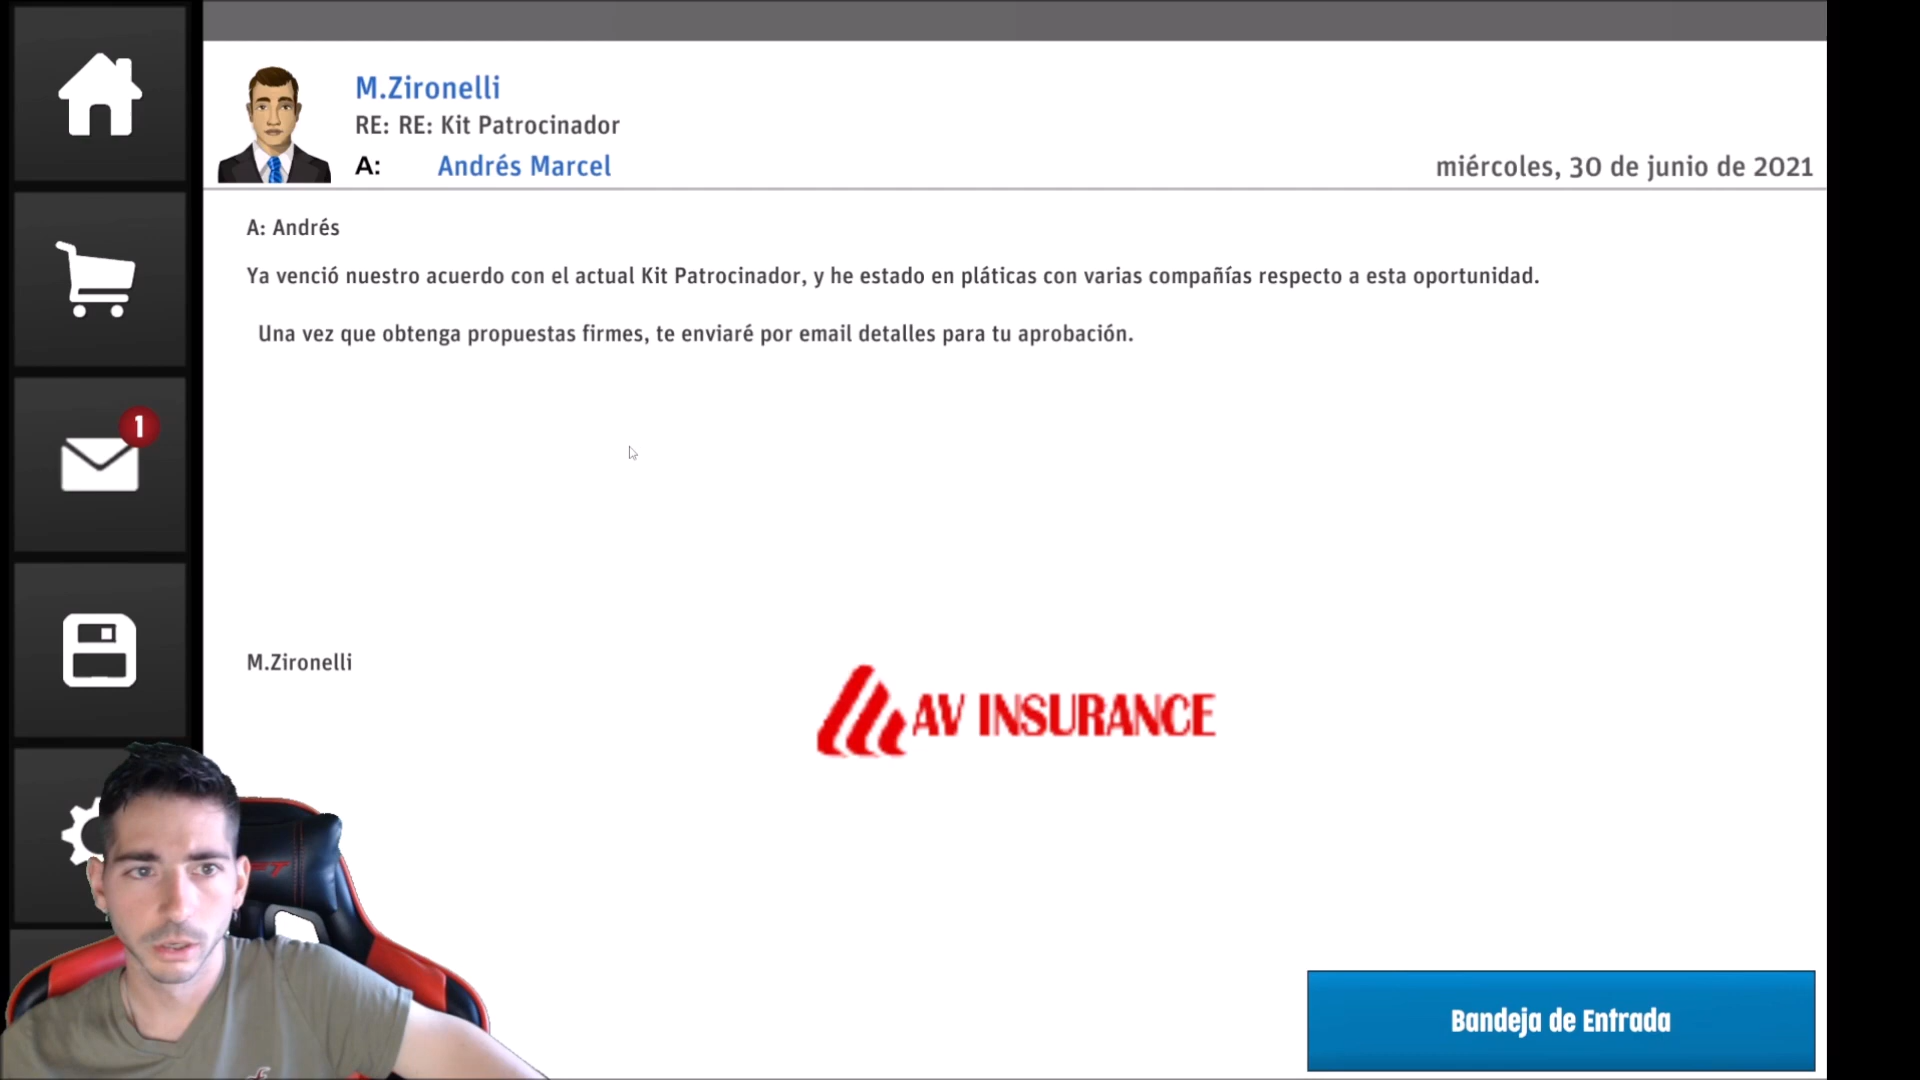 M.Zironelli
RE: RE: Kit Patrocinador
A: Andrés Marcel
miércoles, 30 de junio de 2021
A: Andrés
Ya venció nuestro acuerdo con el actual Kit Patrocinador, y he estado en pláticas con varias compañías respecto a esta oportunidad.
Una vez que obtenga propuestas firmes, te enviaré por email detalles para tu aprobación.
1
M.Zironelli
AV INSURANCE
Bandeja de Entrada